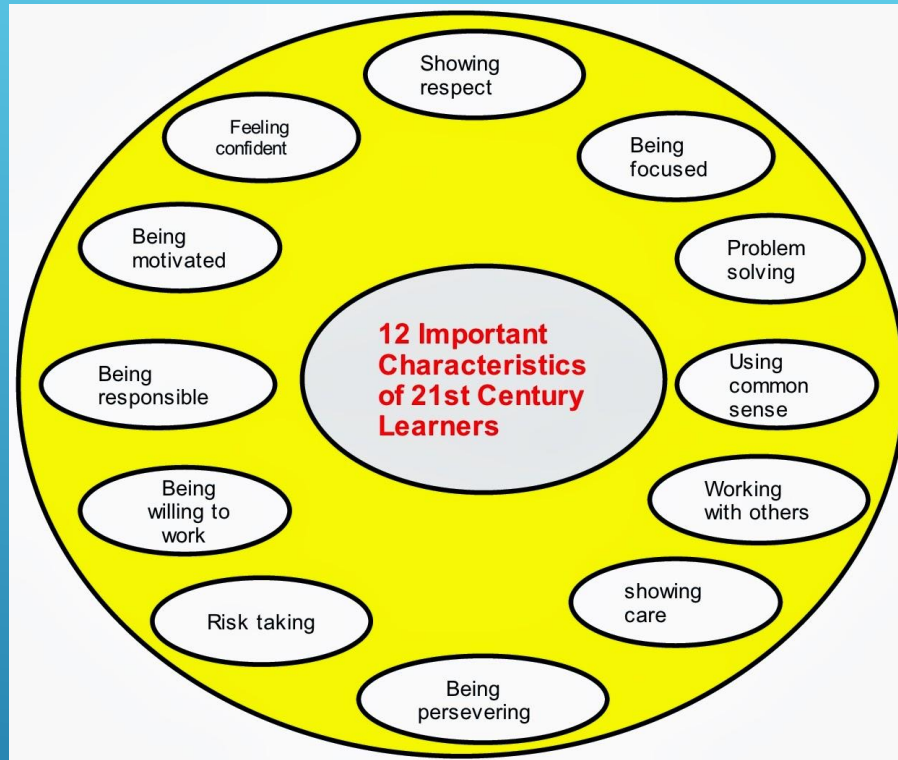 Showing
respect
Being
focused
Problem
solving
Using
common
sense
Working
with others
showing
care
Being
persevering
Risk taking
Being
willing to
work
Being
responsible
Being
motivated
Feeling
confident
12 Important
Characteristics
of 21st Century
Learners